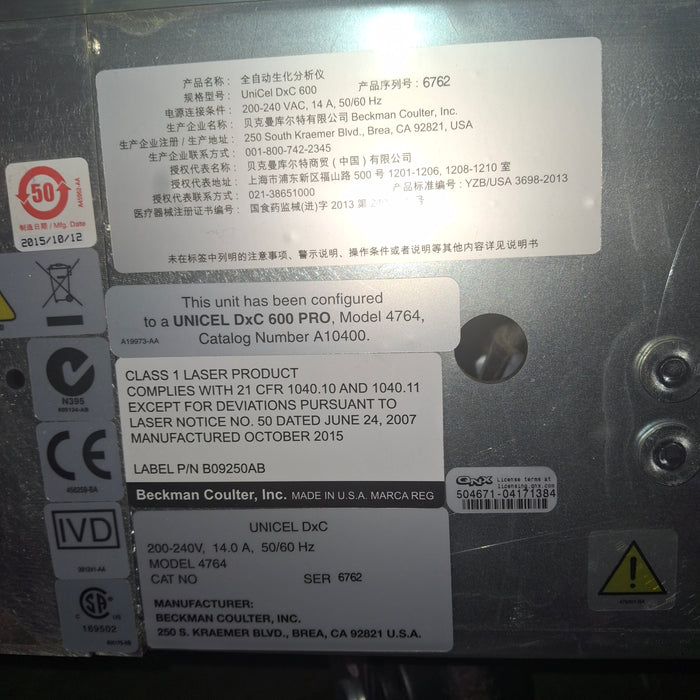 产品名称： 全自动生化分析仪
规格型号： UniCel DxC 600 产品序列号：6762
电源连接条件： 200-240 VAC, 14 A, 50/60 Hz
生产企业名称： 贝克曼库尔特有限公司 Beckman Coulter, Inc.
生产企业注册 / 生产地址： 250 South Kraemer Blvd., Brea, CA 92821, USA
生产企业联系方式： 001-800-742-2345
授权代表名称： 贝克曼库尔特商贸（中国）有限公司
授权代表地址： 上海市浦东新区福山路 500 号 1201-1206, 1208-1210 室
授权代表联系方式： 021-38651000 产品标准编号：YZB/USA 3698-2013
医疗器械注册证书编号： 国食药监械(进)字 2013 第
未在标签中列明的注意事项、警示说明、操作条件或者说明等其他内容详见说明书
50
制造日期 / Mfg. Date
2015/10/12
This unit has been configured
to a UNICEL DxC 600 PRO, Model 4764,
Catalog Number A10400.
A19973-AA
CLASS 1 LASER PRODUCT
COMPLIES WITH 21 CFR 1040.10 AND 1040.11
EXCEPT FOR DEVIATIONS PURSUANT TO
LASER NOTICE NO. 50 DATED JUNE 24, 2007
MANUFACTURED OCTOBER 2015
LABEL P/N B09250AB
Beckman Coulter, Inc. MADE IN U.S.A. MARCA REG
N395
CE
IVD
UNICEL DxC
200-240V, 14.0 A, 50/60 Hz
MODEL 4764
CAT NO SER 6762
MANUFACTURER:
BECKMAN COULTER, INC.
250 S. KRAEMER BLVD., BREA, CA 92821 U.S.A.
SA
C US
169502
QNX License terms at
licensing.qnx.com
504671-04171384